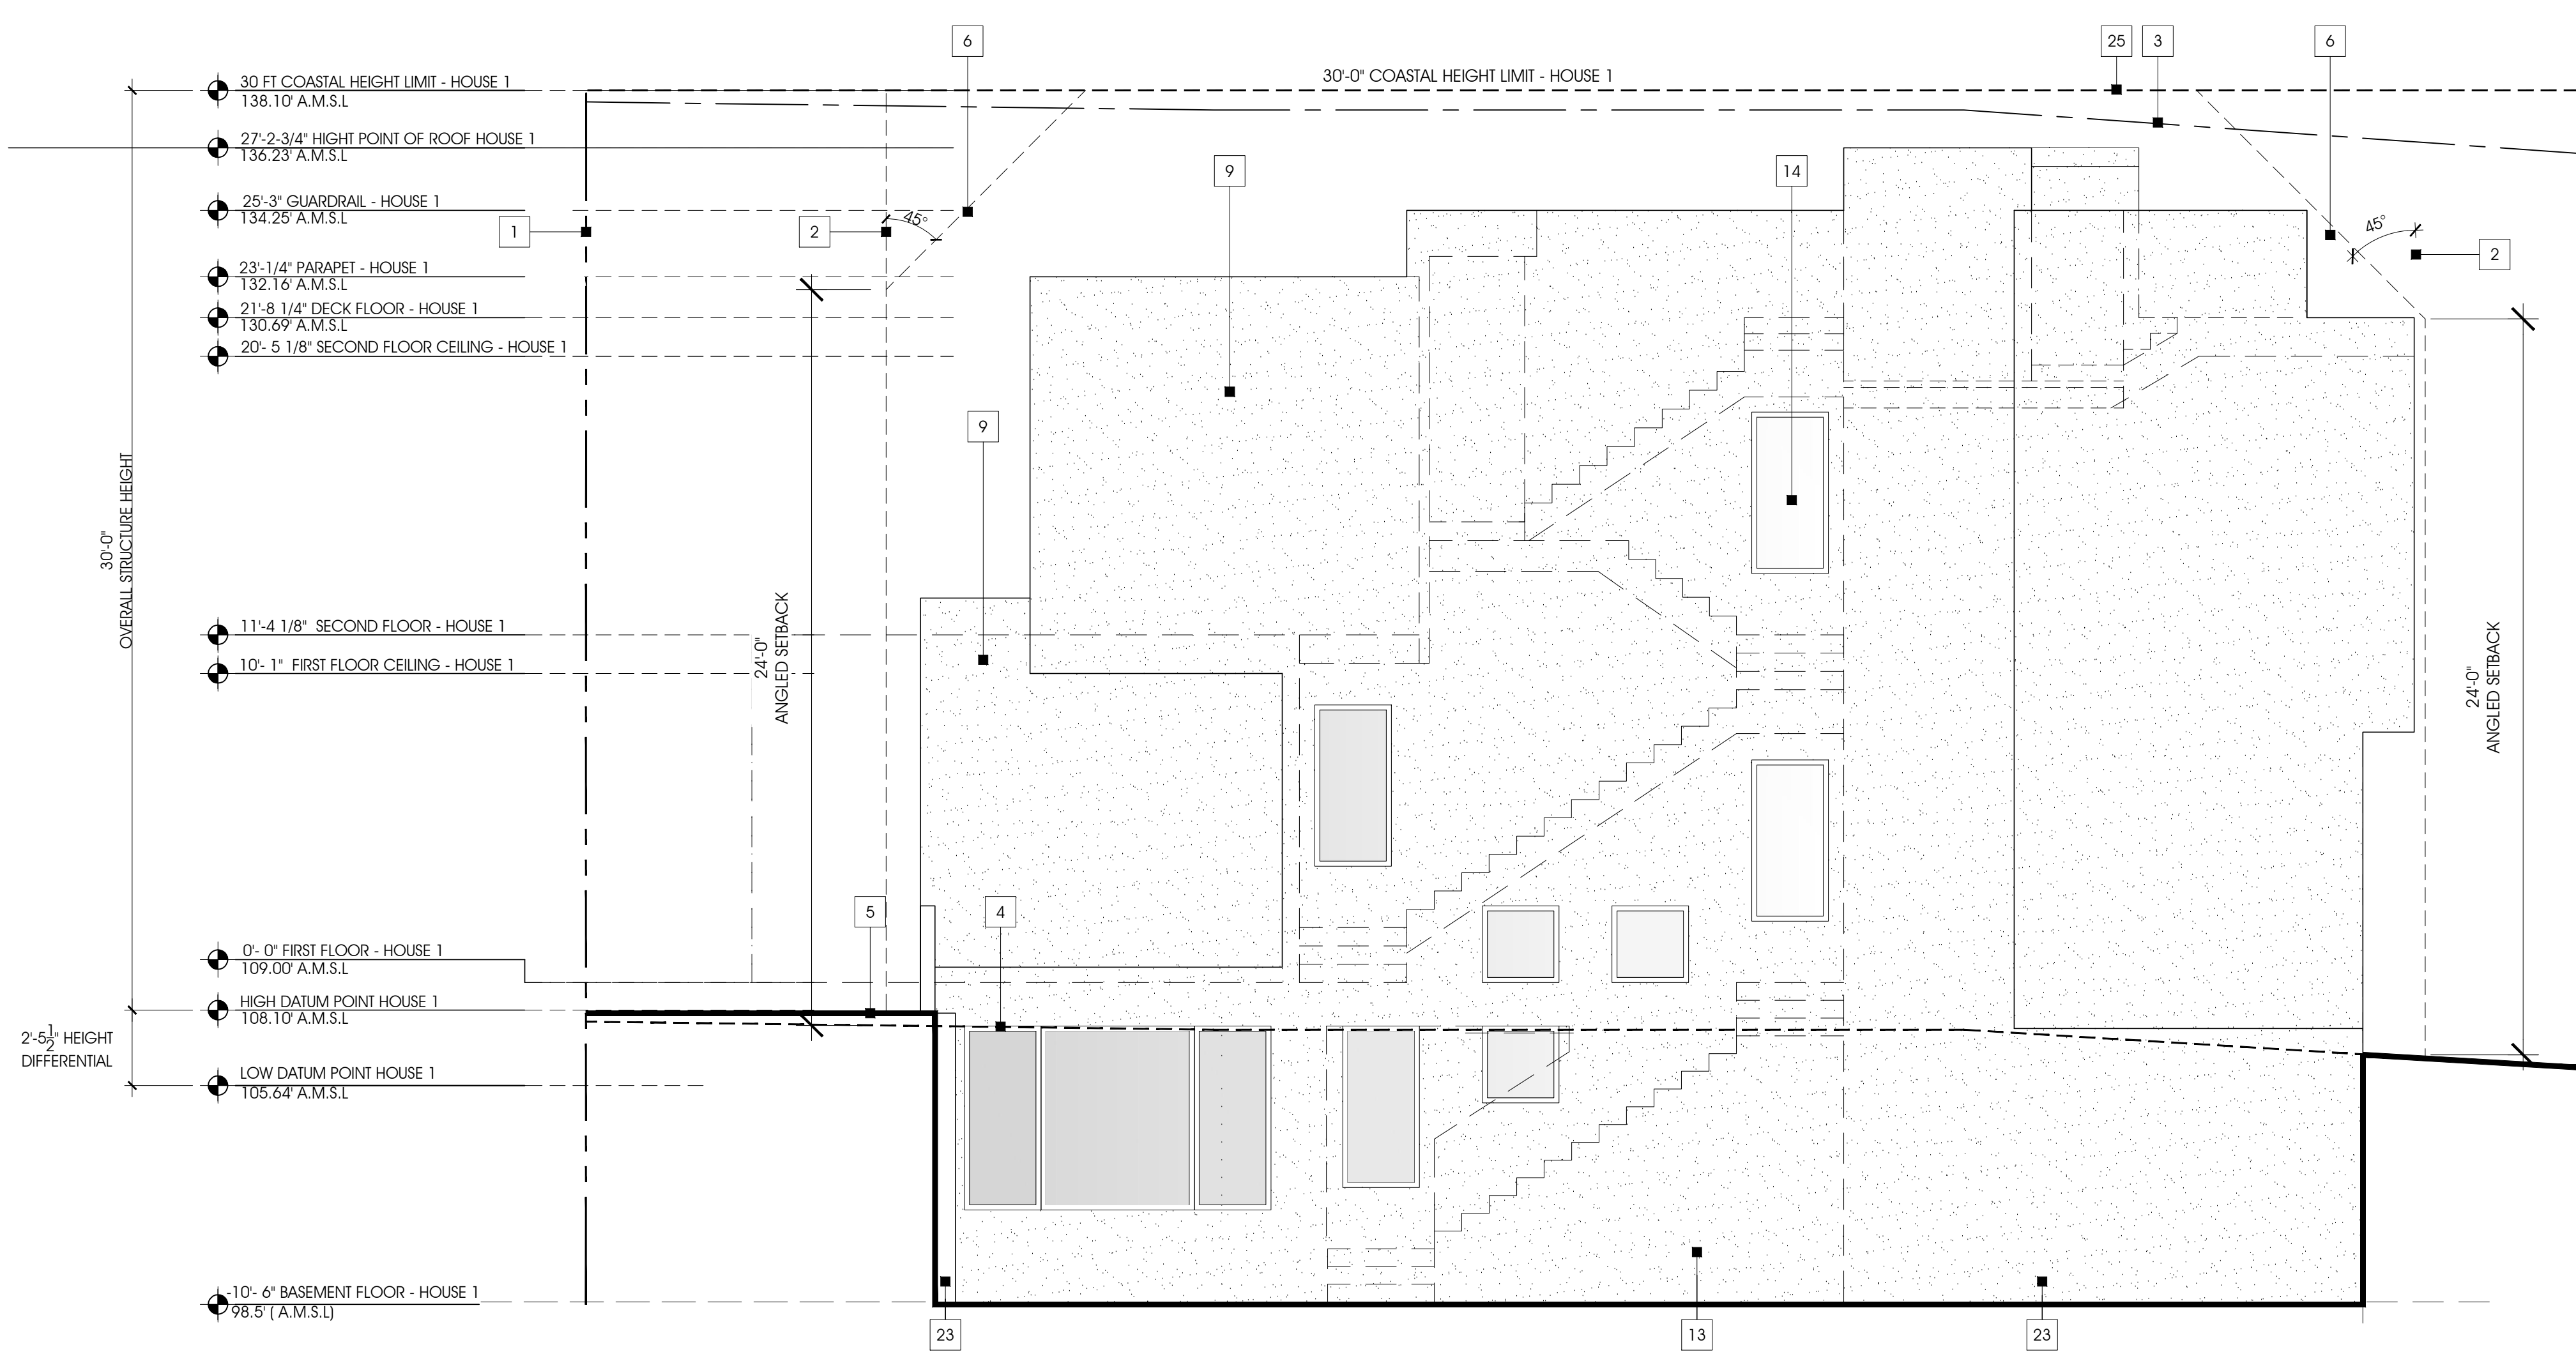 6
25
3
6
30'-0" COASTAL HEIGHT LIMIT - HOUSE 1
30 FT COASTAL HEIGHT LIMIT - HOUSE 1
138.10' A.M.S.L
27'-2-3/4" HIGHT POINT OF ROOF HOUSE 1
136.23' A.M.S.L
9
14
25'-3" GUARDRAIL - HOUSE 1
134.25' A.M.S.L
1
2
45°
45°
2
23'-1/4" PARAPET - HOUSE 1
132.16' A.M.S.L
21'-8 1/4" DECK FLOOR - HOUSE 1
130.69' A.M.S.L
20'- 5 1/8" SECOND FLOOR CEILING - HOUSE 1
9
30'-0"
OVERALL STRUCTURE HEIGHT
24'-0"
ANGLED SETBACK
24'-0"
ANGLED SETBACK
11'-4 1/8" SECOND FLOOR - HOUSE 1
10'- 1" FIRST FLOOR CEILING - HOUSE 1
5
4
0'- 0" FIRST FLOOR - HOUSE 1
109.00' A.M.S.L
HIGH DATUM POINT HOUSE 1
108.10' A.M.S.L
2'-5 1/2" HEIGHT
DIFFERENTIAL
LOW DATUM POINT HOUSE 1
105.64' A.M.S.L
-10'- 6" BASEMENT FLOOR - HOUSE 1
98.5' ( A.M.S.L)
23
13
23